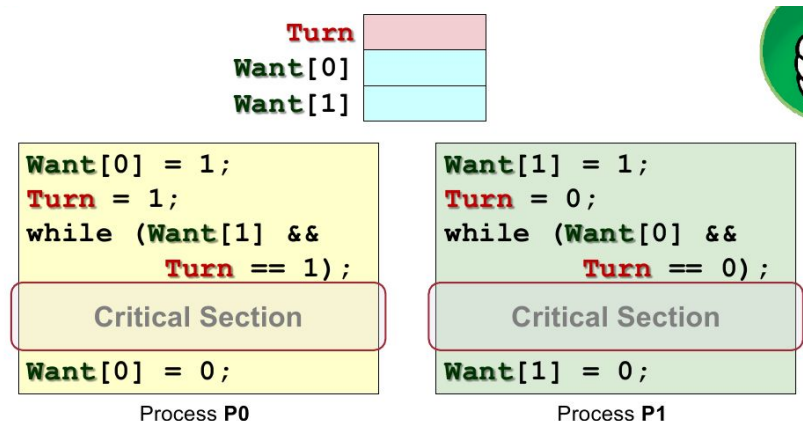 Turn
Want[0]
Want[1]
Want[0] = 1;
Turn = 1;
while (Want[1] &&
Turn == 1);
Critical Section
Want[0] = 0;
Process P0
Want[1] = 1;
Turn = 0;
while (Want[0] &&
Turn == 0);
Critical Section
Want[1] = 0;
Process P1